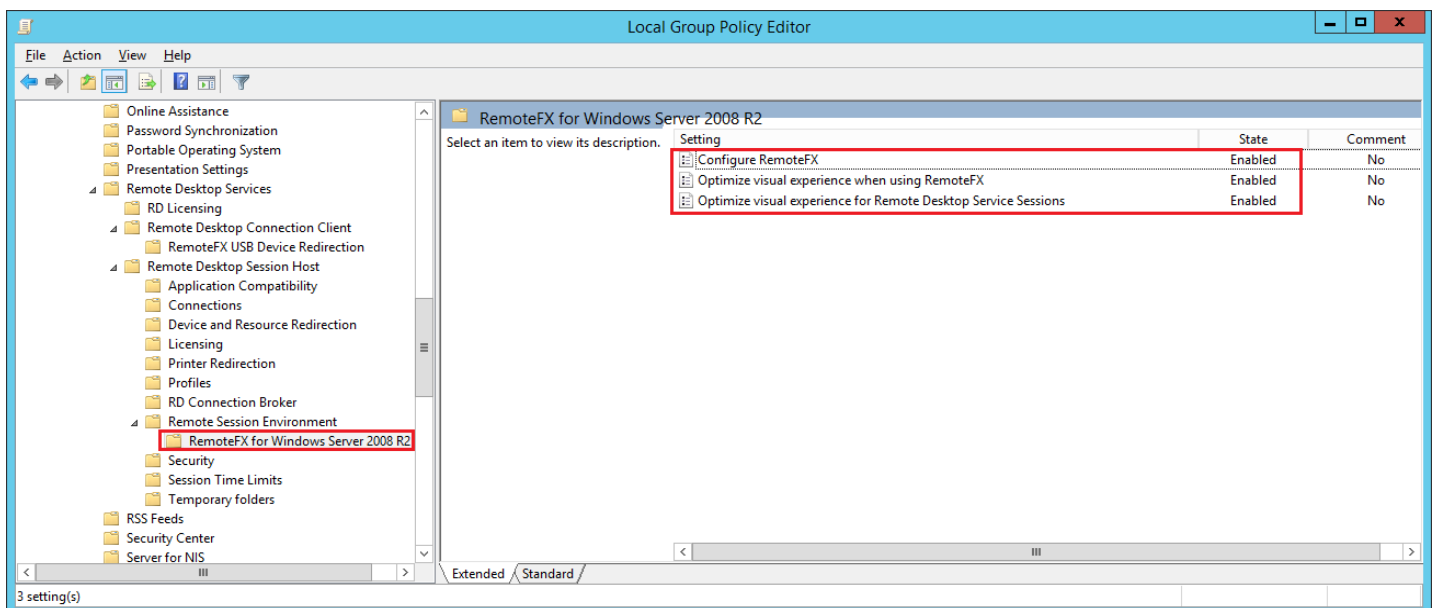 Local Group Policy Editor
File Action View Help
Online Assistance
Password Synchronization
Portable Operating System
Presentation Settings
Remote Desktop Services
RD Licensing
Remote Desktop Connection Client
RemoteFX USB Device Redirection
Remote Desktop Session Host
Application Compatibility
Connections
Device and Resource Redirection
Licensing
Printer Redirection
Profiles
RD Connection Broker
Remote Session Environment
RemoteFX for Windows Server 2008 R2
Security
Session Time Limits
Temporary folders
RSS Feeds
Security Center
Server for NIS
RemoteFX for Windows Server 2008 R2
Select an item to view its description.
Setting State Comment
Configure RemoteFX Enabled No
Optimize visual experience when using RemoteFX Enabled No
Optimize visual experience for Remote Desktop Service Sessions Enabled No
Extended Standard
3 setting(s)